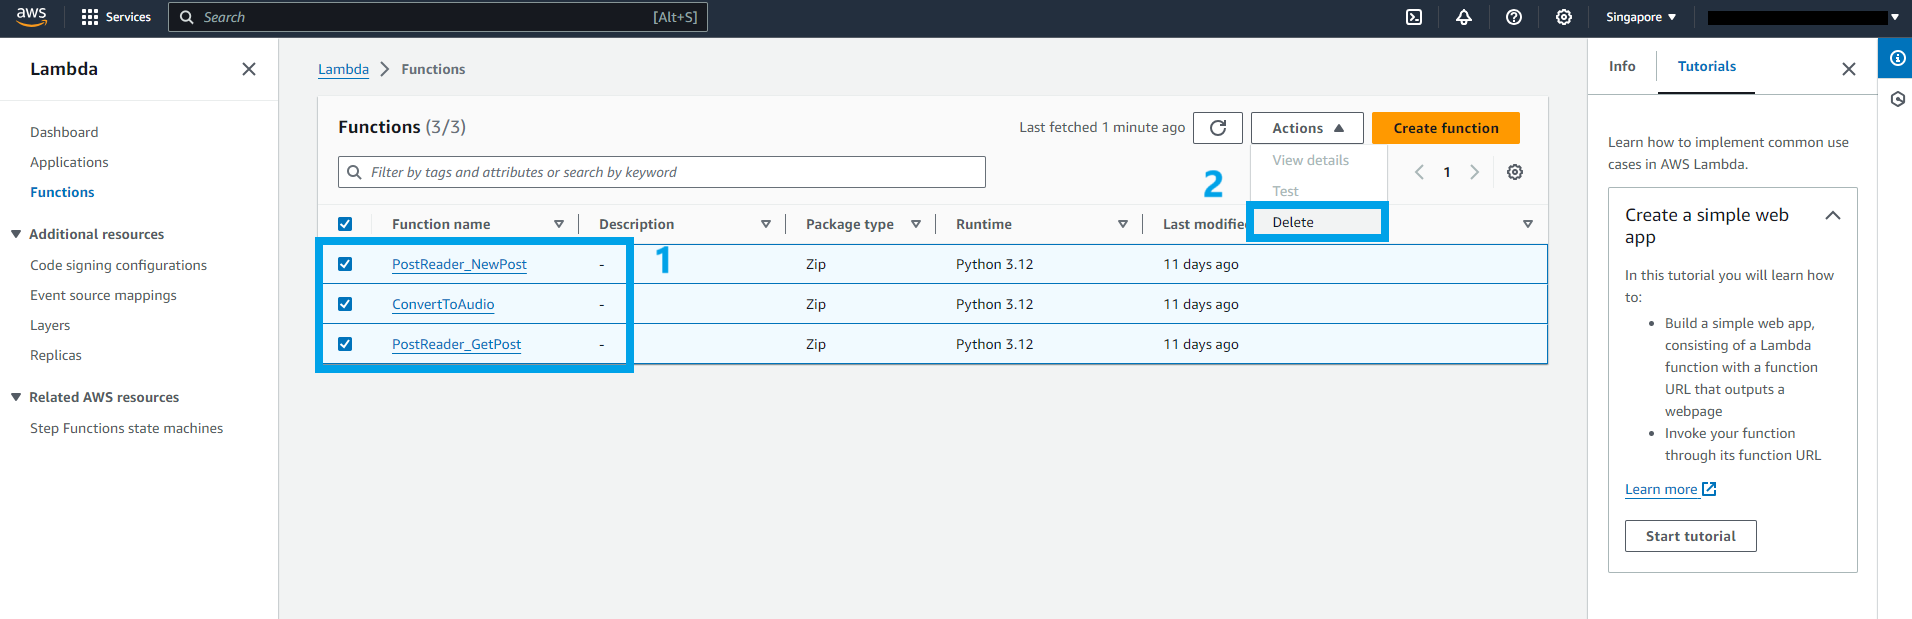 aws
Services
Search
[Alt+S]
Singapore
Lambda
Dashboard
Applications
Functions
Additional resources
Code signing configurations
Event source mappings
Layers
Replicas
Related AWS resources
Step Functions state machines
Lambda > Functions
Functions (3/3)
Last fetched 1 minute ago
Actions
Create function
Filter by tags and attributes or search by keyword
View details
Test
Delete
1
2
Function name Description Package type Runtime Last modifie
PostReader_NewPost - Zip Python 3.12 11 days ago
1
ConvertToAudio - Zip Python 3.12 11 days ago
PostReader_GetPost - Zip Python 3.12 11 days ago
Info
Tutorials
Learn how to implement common use
cases in AWS Lambda.
Create a simple web
app
In this tutorial you will learn how
to:
• Build a simple web app,
consisting of a Lambda
function with a function
URL that outputs a
webpage
• Invoke your function
through its function URL
Learn more
Start tutorial